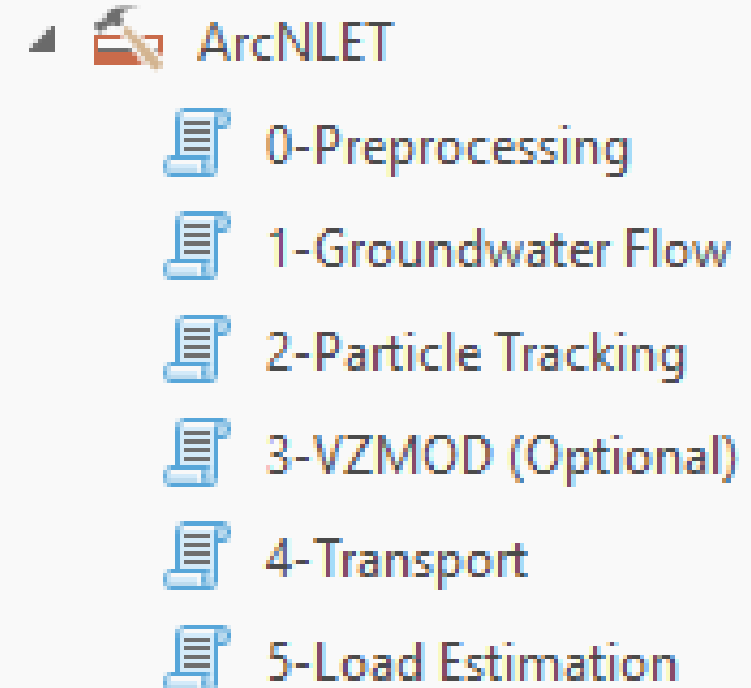 ArcNLET
0-Preprocessing
1-Groundwater Flow
2-Particle Tracking
3-VZMOD (Optional)
4-Transport
5-Load Estimation